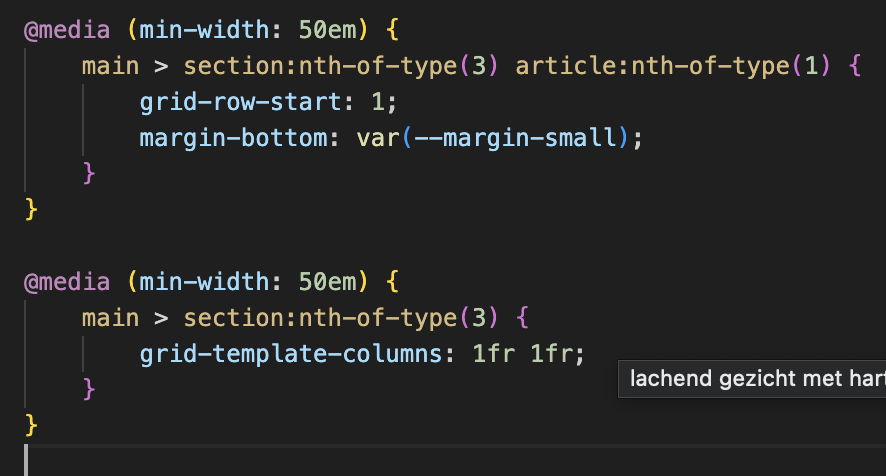 @media (min-width: 50em) {
    main > section:nth-of-type(3) article:nth-of-type(1) {
        grid-row-start: 1;
        margin-bottom: var(--margin-small);
    }
}

@media (min-width: 50em) {
    main > section:nth-of-type(3) {
        grid-template-columns: 1fr 1fr;
lachend gezicht met hart
    }
}